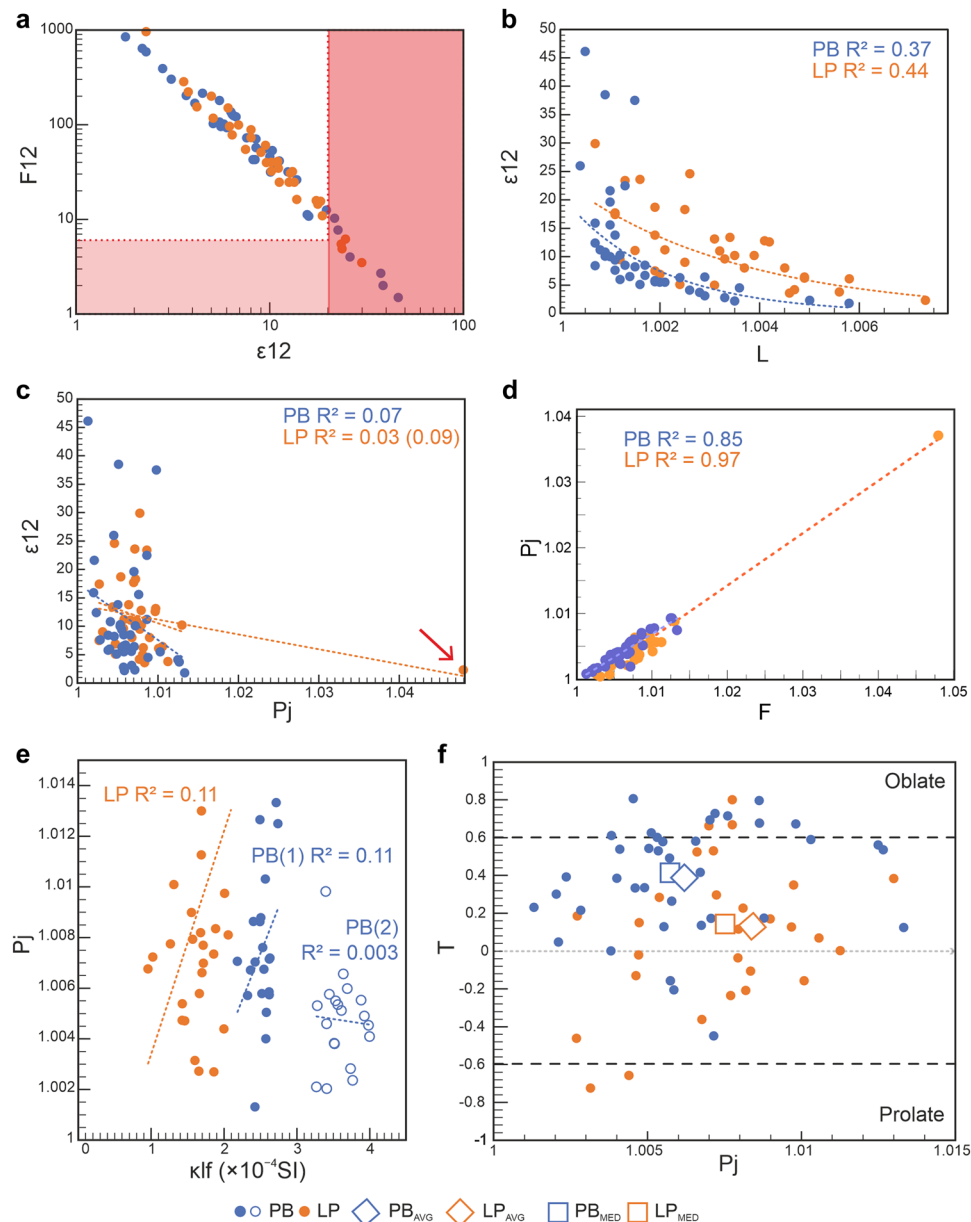 a
1000
100
10
1
F12
1
10
100
ε12
b
50
45
40
35
30
25
20
15
10
5
0
ε12
PB R² = 0.37
LP R² = 0.44
1
1.002
1.004
1.006
L
c
50
45
40
35
30
25
20
15
10
5
0
ε12
PB R² = 0.07
LP R² = 0.03 (0.09)
1
1.01
1.02
1.03
1.04
Pj
d
1.04
1.03
1.02
1.01
1
Pj
PB R² = 0.85
LP R² = 0.97
1
1.01
1.02
1.03
1.04
1.05
F
e
1.014
1.012
1.01
1.008
1.006
1.004
1.002
1
Pj
LP R² = 0.11
PB(1) R² = 0.11
PB(2)
R² = 0.003
0
1
2
3
4
κlf (×10⁻⁴SI)
f
1
0.8
0.6
0.4
0.2
0
-0.2
-0.4
-0.6
-0.8
-1
T
Oblate
Prolate
1
1.005
1.01
1.015
Pj
PB LP PB_AVG LP_AVG PB_MED LP_MED